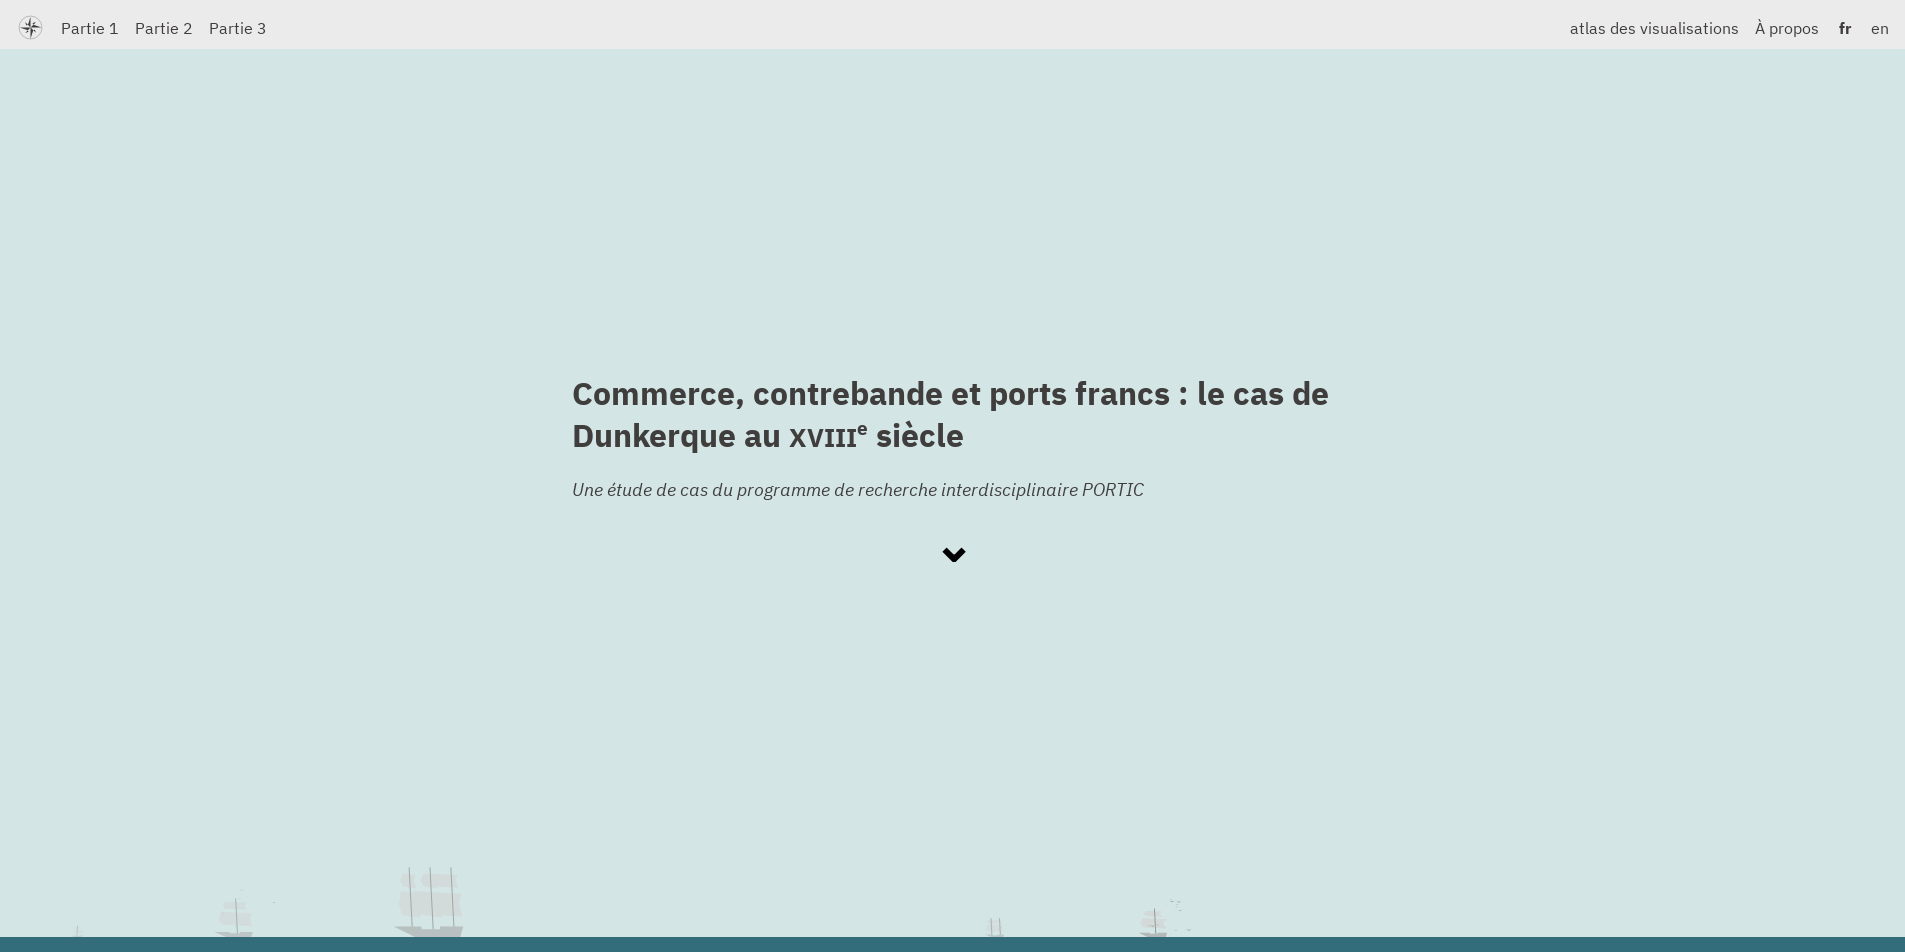 Partie 1 Partie 2 Partie 3 atlas des visualisations À propos fr en
Commerce, contrebande et ports francs : le cas de
Dunkerque au XVIIIe siècle
Une étude de cas du programme de recherche interdisciplinaire PORTIC